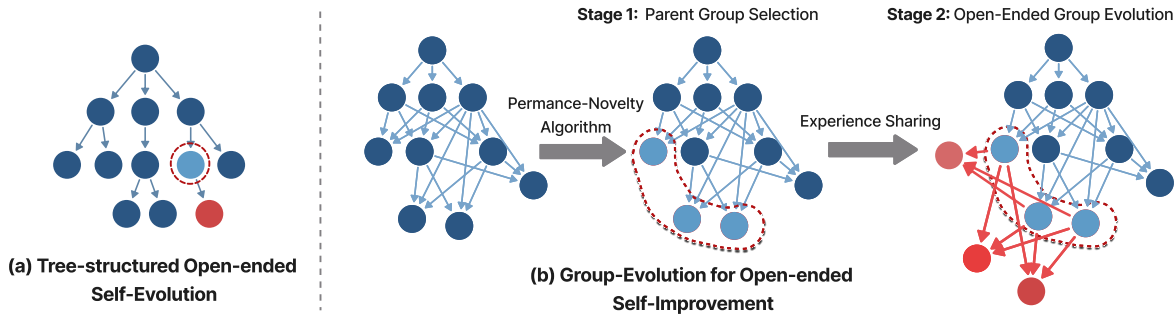 Stage 1: Parent Group Selection
Stage 2: Open-Ended Group Evolution
Permance-Novelty
Algorithm
Experience Sharing
(a) Tree-structured Open-ended
Self-Evolution
(b) Group-Evolution for Open-ended
Self-Improvement